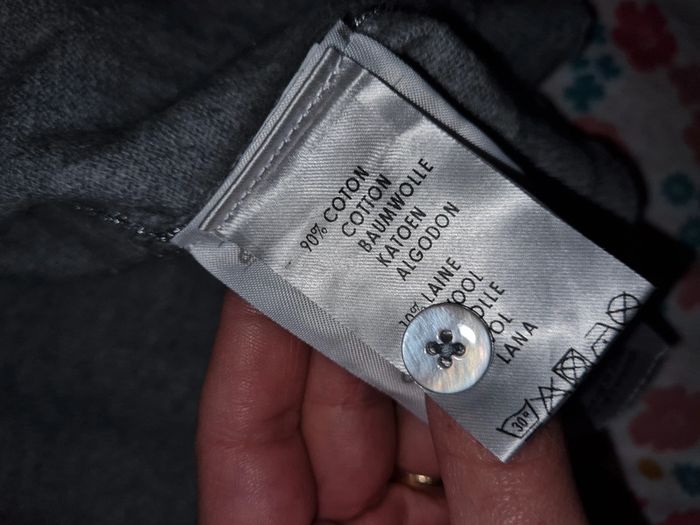 90% COTON
COTTON
BAUMWOLLE
KATOEN
ALGODON
10% LAINE
LANA
30°